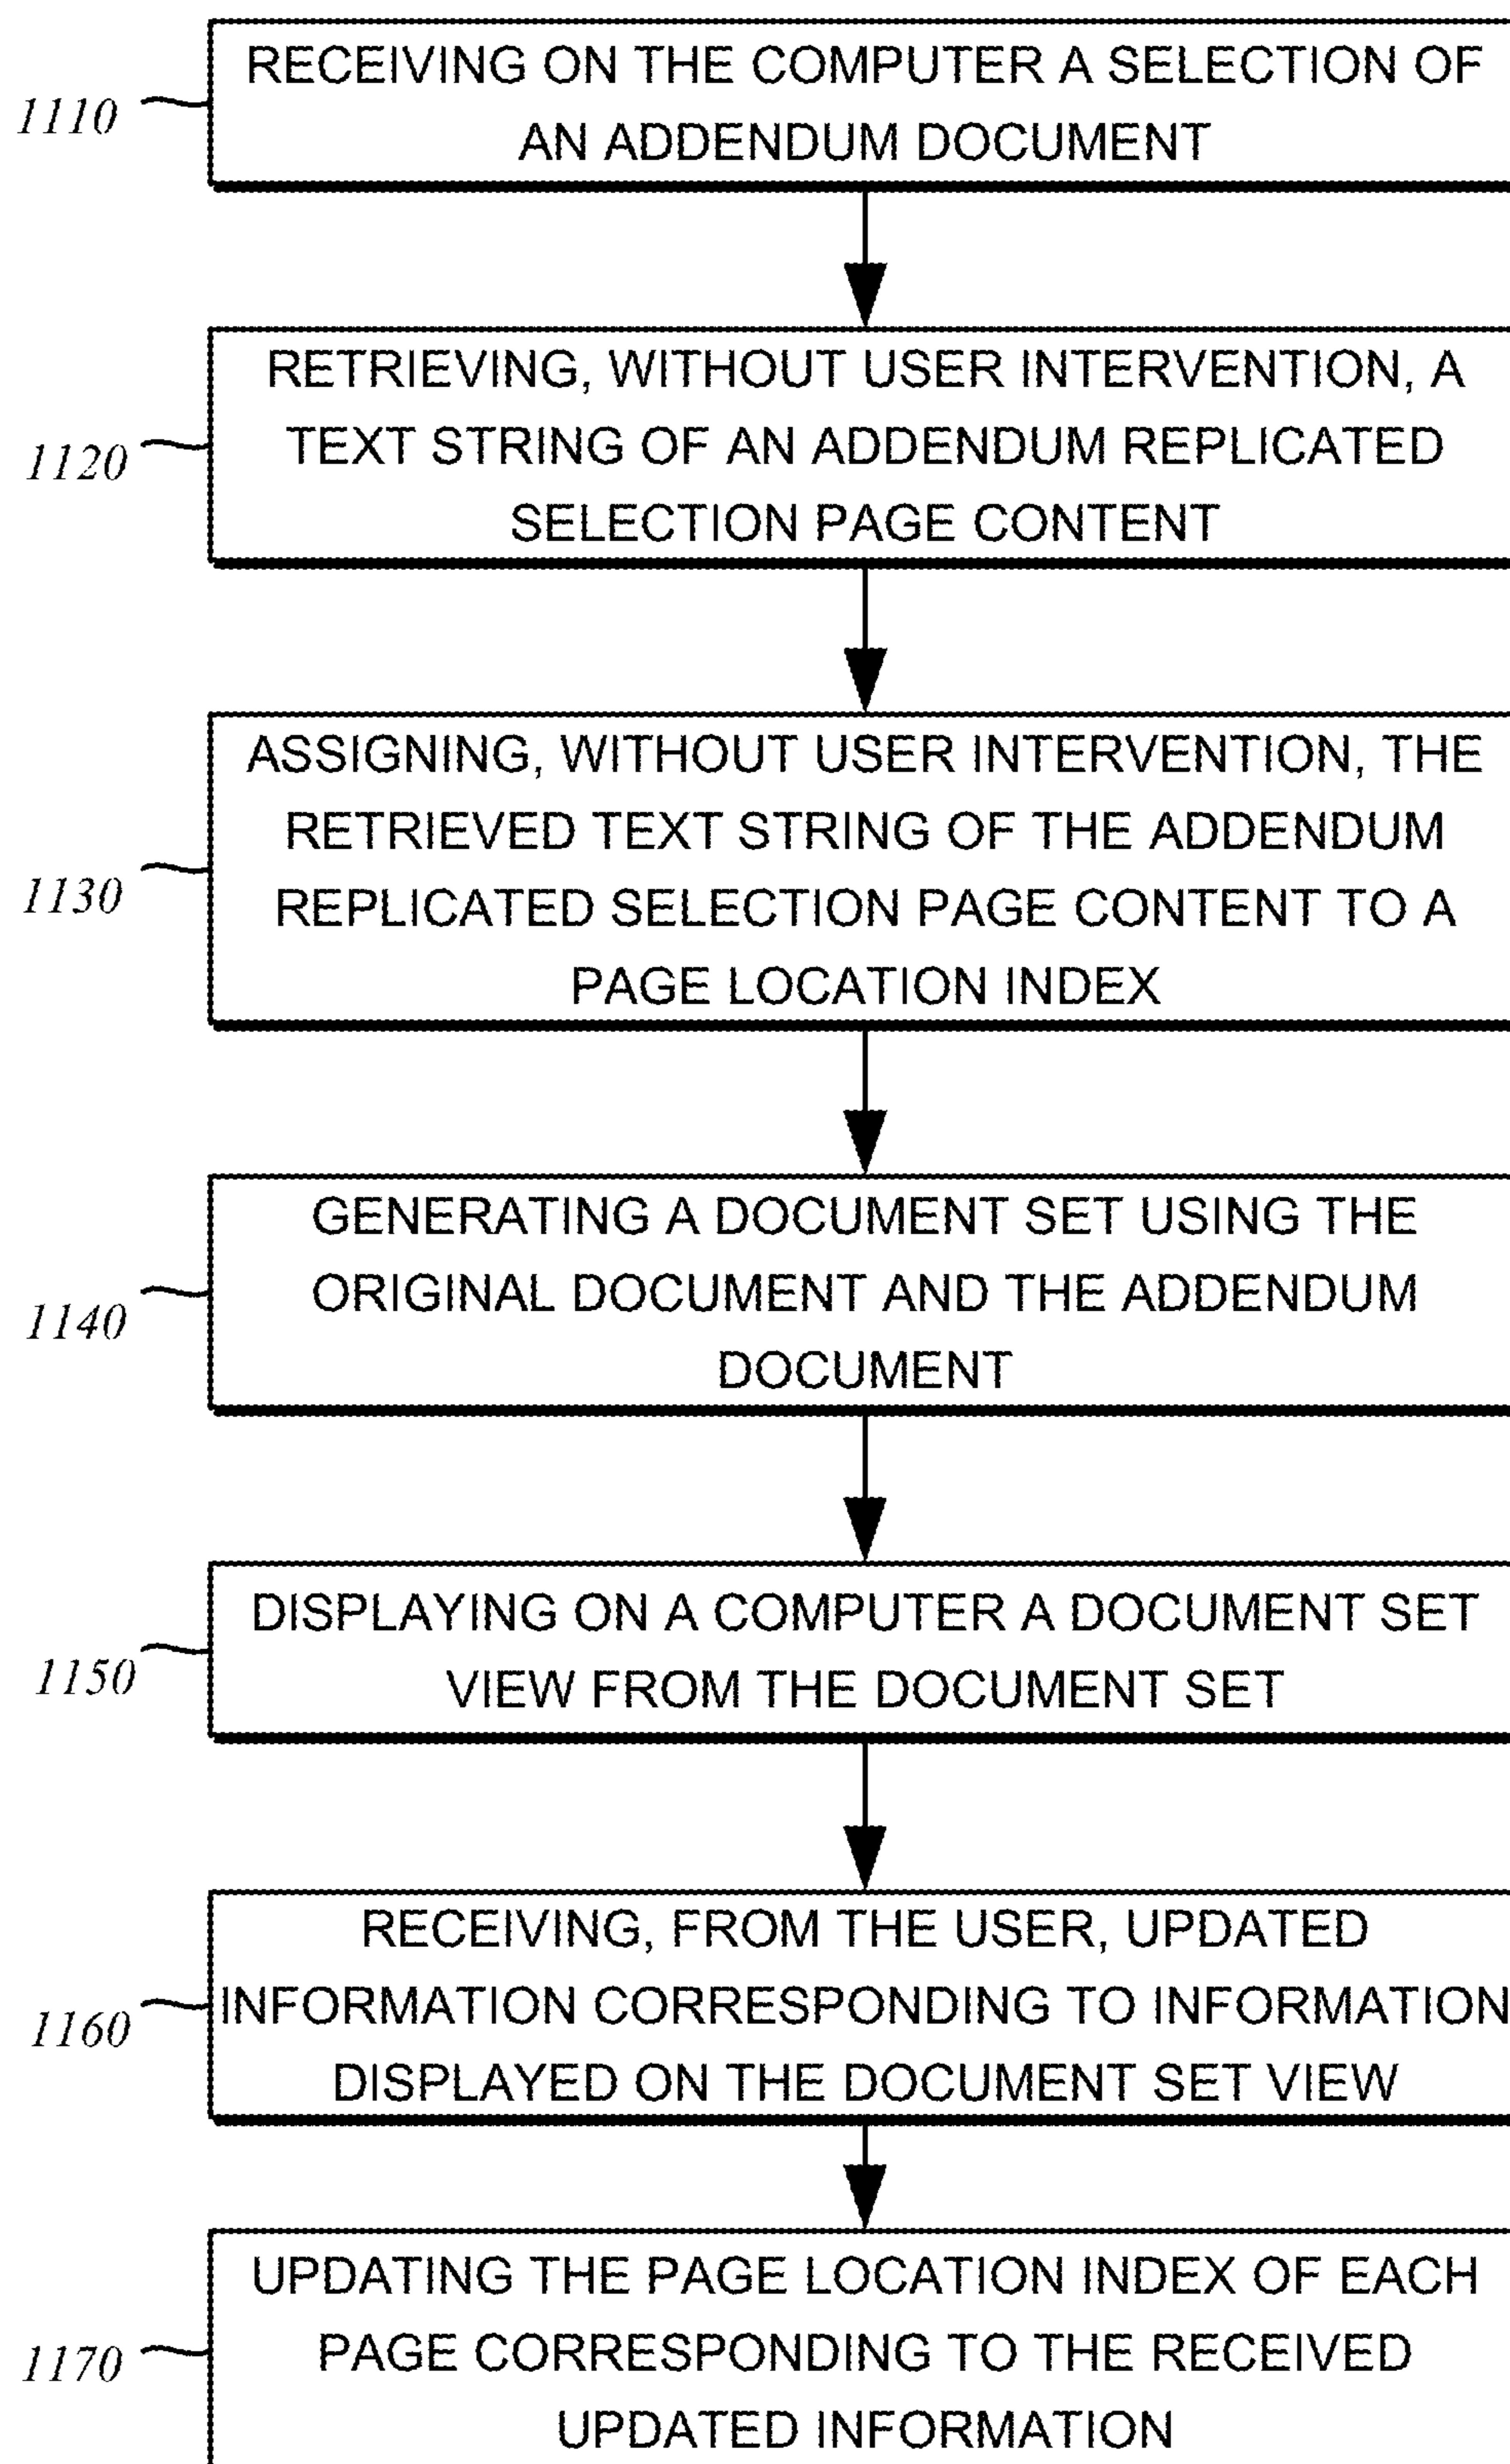 RECEIVING ON THE COMPUTER A SELECTION OF
AN ADDENDUM DOCUMENT
1110
RETRIEVING, WITHOUT USER INTERVENTION, A
TEXT STRING OF AN ADDENDUM REPLICATED
SELECTION PAGE CONTENT
1120
ASSIGNING, WITHOUT USER INTERVENTION, THE
RETRIEVED TEXT STRING OF THE ADDENDUM
REPLICATED SELECTION PAGE CONTENT TO A
PAGE LOCATION INDEX
1130
GENERATING A DOCUMENT SET USING THE
ORIGINAL DOCUMENT AND THE ADDENDUM
DOCUMENT
1140
DISPLAYING ON A COMPUTER A DOCUMENT SET
VIEW FROM THE DOCUMENT SET
1150
RECEIVING, FROM THE USER, UPDATED
INFORMATION CORRESPONDING TO INFORMATION
DISPLAYED ON THE DOCUMENT SET VIEW
1160
UPDATING THE PAGE LOCATION INDEX OF EACH
PAGE CORRESPONDING TO THE RECEIVED
UPDATED INFORMATION
1170